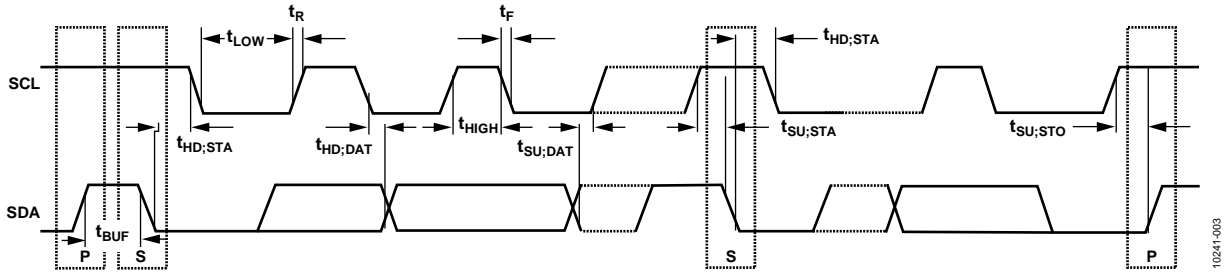 tR
tF
tLOW
tHD;STA
SCL
tHD;STA
tHD;DAT
tHIGH
tSU;DAT
tSU;STA
tSU;STO
SDA
tBUF
P
S
S
P
10241-003